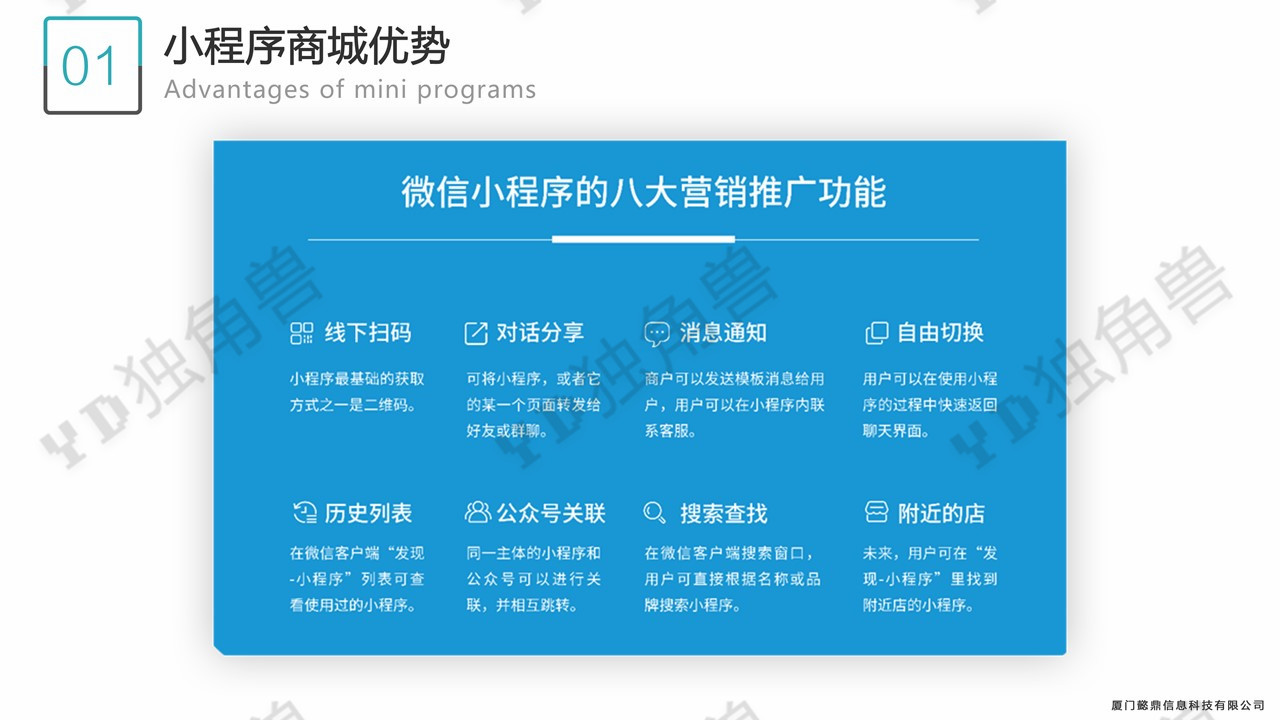 01
小程序商城优势
Advantages of mini programs
微信小程序的八大营销推广功能
线下扫码
小程序最基础的获取
方式之一是二维码。
对话分享
可将小程序，或者它
的某一个页面转发给
好友或群聊。
消息通知
商户可以发送模板消息给用
户，用户可以在小程序内联
系客服。
自由切换
用户可以在使用小程
序的过程中快速返回
聊天界面。
历史列表
在微信客户端“发现
-小程序”列表可查
看使用过的小程序。
公众号关联
同一主体的小程序和
公众号可以进行关
联，并相互跳转。
搜索查找
在微信客户端搜索窗口，
用户可直接根据名称或品
牌搜索小程序。
附近的店
未来，用户可在“发
现-小程序”里找到
附近店的小程序。
YD独角兽
YD独角兽
YD独角兽
厦门懿鼎信息科技有限公司